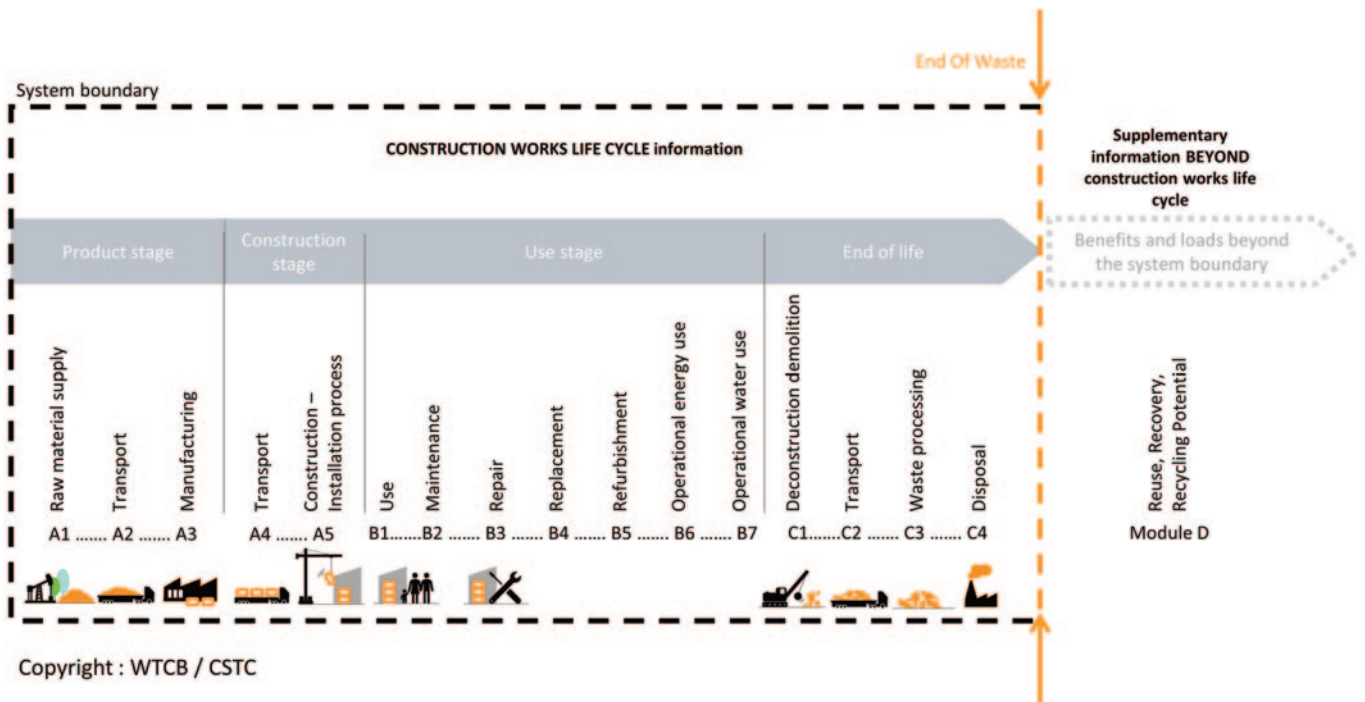 End Of Waste
System boundary
CONSTRUCTION WORKS LIFE CYCLE information
Supplementary
information BEYOND
construction works life
cycle
Product stage
Construction
stage
Use stage
End of life
Benefits and loads beyond
the system boundary
Raw material supply
Transport
Manufacturing
Transport
Construction –
Installation process
Use
Maintenance
Repair
Replacement
Refurbishment
Operational energy use
Operational water use
Deconstruction demolition
Transport
Waste processing
Disposal
Reuse, Recovery,
Recycling Potential
A1 ....... A2 ....... A3
A4 ....... A5
B1.......B2 ....... B3 ....... B4 ....... B5 ....... B6 ....... B7
C1.......C2 ....... C3 ....... C4
Module D
Copyright : WTCB / CSTC